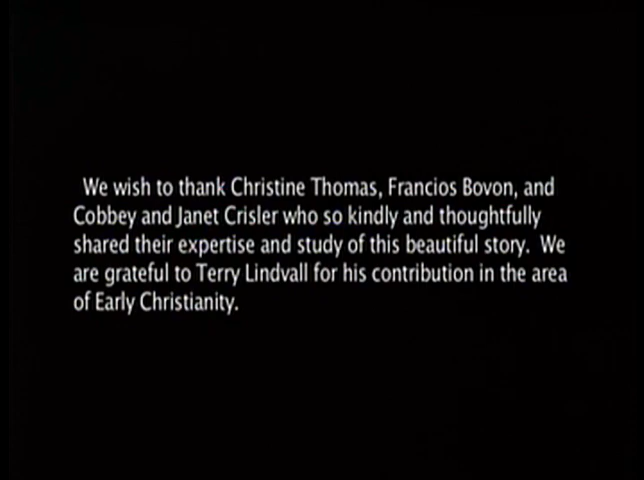 We wish to thank Christine Thomas, Francios Bovon, and
Cobbey and Janet Crisler who so kindly and thoughtfully
shared their expertise and study of this beautiful story.  We
are grateful to Terry Lindvall for his contribution in the area
of Early Christianity.